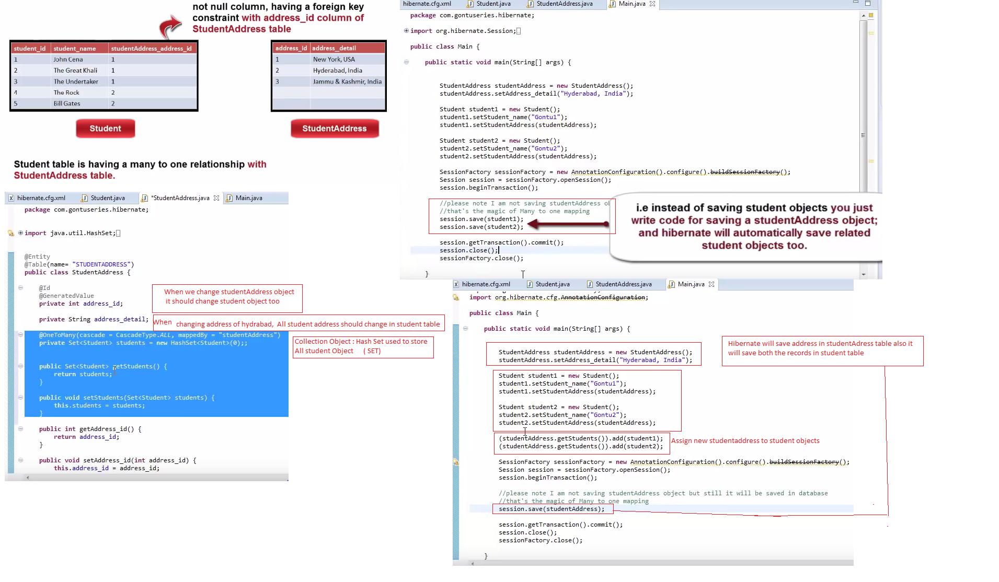 not null column, having a foreign key
constraint with address_id column of
StudentAddress table
student_id student_name studentAddress_address_id
1 John Cena 1
2 The Great Khali 1
3 The Undertaker 1
4 The Rock 2
5 Bill Gates 2
Student
address_id address_detail
1 New York, USA
2 Hyderabad, India
3 Jammu & Kashmir, India
StudentAddress
Student table is having a many to one relationship with
StudentAddress table.
hibernate.cfg.xml Student.java *StudentAddress.java Main.java
package com.gontuseries.hibernate;
import java.util.HashSet;
@Entity
@Table(name= "STUDENTADDRESS")
public class StudentAddress {
@Id
@GeneratedValue
private int address_id;
private String address_detail;
@OneToMany(cascade = CascadeType.ALL, mappedBy = "studentAddress")
private Set<Student> students = new HashSet<Student>(0);;
public Set<Student> getStudents() {
return students;
}
public void setStudents(Set<Student> students) {
this.students = students;
}
public int getAddress_id() {
return address_id;
}
public void setAddress_id(int address_id) {
this.address_id = address_id;
When we change studentAddress object
it should change student object too
When changing address of hydrabad, All student address should change in student table
Collection Object : Hash Set used to store
All student Object ( SET)
hibernate.cfg.xml Student.java StudentAddress.java Main.java
package com.gontuseries.hibernate;
import org.hibernate.Session;
public class Main {
public static void main(String[] args) {
StudentAddress studentAddress = new StudentAddress();
studentAddress.setAddress_detail("Hyderabad, India");
Student student1 = new Student();
student1.setStudent_name("Gontu1");
student1.setStudentAddress(studentAddress);
Student student2 = new Student();
student2.setStudent_name("Gontu2");
student2.setStudentAddress(studentAddress);
SessionFactory sessionFactory = new AnnotationConfiguration().configure().buildSessionFactory();
Session session = sessionFactory.openSession();
session.beginTransaction();
//please note I am not saving studentAddress ob
//that's the magic of Many to one mapping
session.save(student1);
session.save(student2);
session.getTransaction().commit();
session.close();
sessionFactory.close();
}
i.e instead of saving student objects you just
write code for saving a studentAddress object;
and hibernate will automatically save related
student objects too.
hibernate.cfg.xml Student.java StudentAddress.java Main.java
import org.hibernate.cfg.AnnotationConfiguration;
public class Main {
public static void main(String[] args) {
StudentAddress studentAddress = new StudentAddress();
studentAddress.setAddress_detail("Hyderabad, India");
Student student1 = new Student();
student1.setStudent_name("Gontu1");
student1.setStudentAddress(studentAddress);
Student student2 = new Student();
student2.setStudent_name("Gontu2");
student2.setStudentAddress(studentAddress);
(studentAddress.getStudents()).add(student1);
(studentAddress.getStudents()).add(student2);
Assign new studentaddress to student objects
SessionFactory sessionFactory = new AnnotationConfiguration().configure().buildSessionFactory();
Session session = sessionFactory.openSession();
session.beginTransaction();
//please note I am not saving studentAddress object but still it will be saved in database
//that's the magic of Many to one mapping
session.save(studentAddress);
session.getTransaction().commit();
session.close();
sessionFactory.close();
}
Hibernate will save address in studentAdress table also it
will save both the records in student table